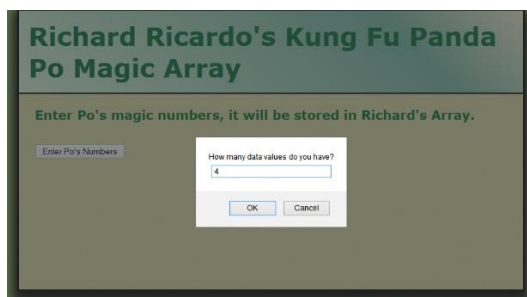 Richard Ricardo's Kung Fu Panda
Po Magic Array
Enter Po's magic numbers, it will be stored in Richard's Array.
Enter Po's Numbers
How many data values do you have?
4
OK
Cancel